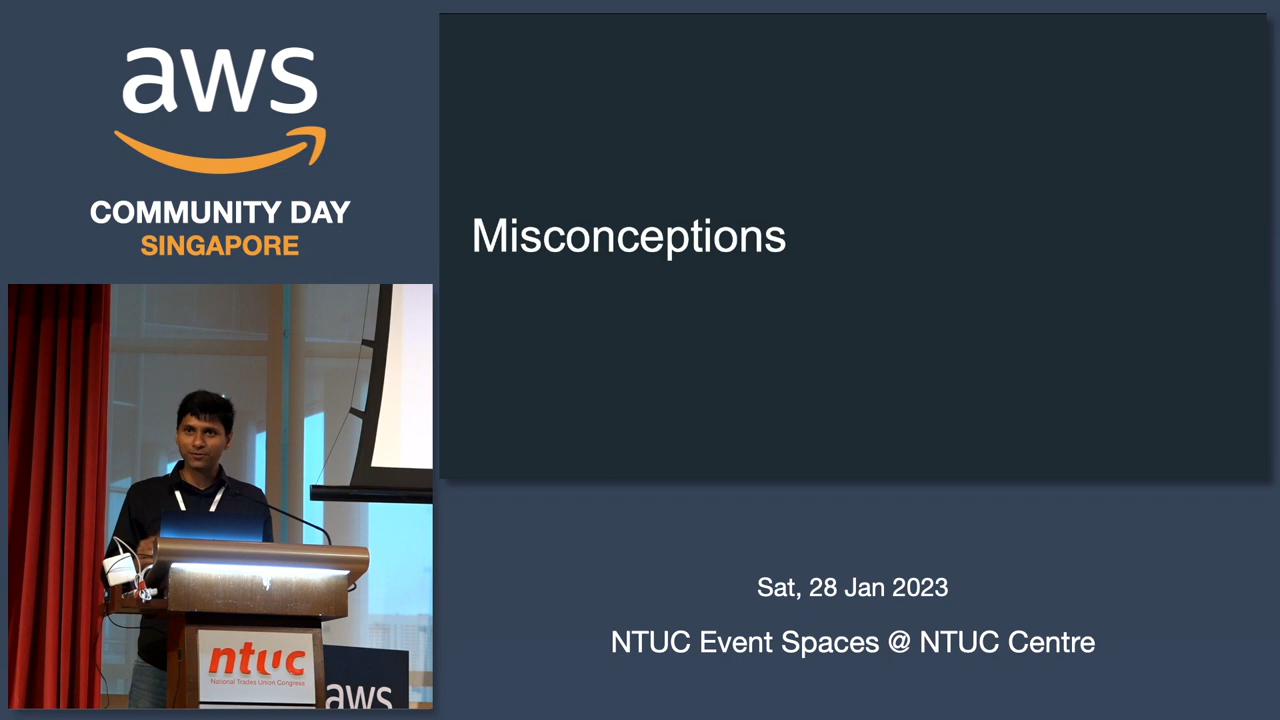 aws
COMMUNITY DAY
SINGAPORE
Misconceptions
ntuc
National Trades Union Congress
aws
Sat, 28 Jan 2023
NTUC Event Spaces @ NTUC Centre